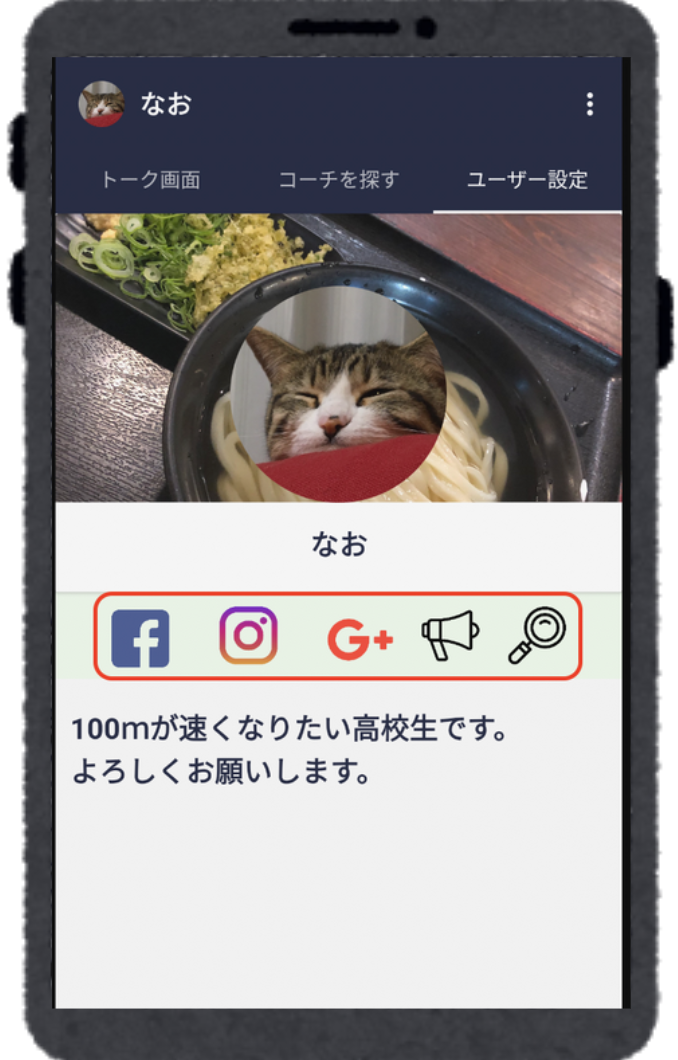 なお
トーク画面
コーチを探す
ユーザー設定
なお
G+
100mが速くなりたい高校生です。
よろしくお願いします。